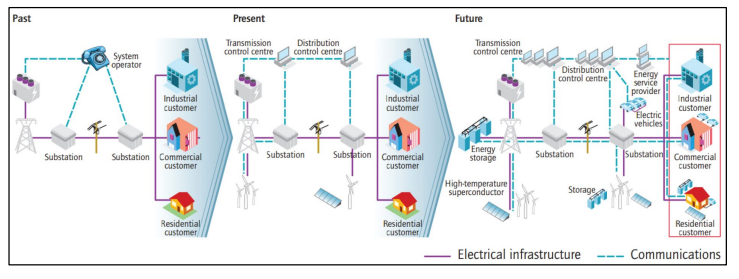 Past
System
operator
Industrial
customer
Substation
Substation
Commercial
customer
Residential
customer
Present
Transmission
control centre
Distribution
control centre
Industrial
customer
Substation
Substation
Commercial
customer
Residential
customer
Future
Transmission
control centre
Distribution
control centre
Energy
service
provider
Industrial
customer
Electric
vehicles
Energy
storage
Substation
Substation
Commercial
customer
High-temperature
superconductor
Storage
Residential
customer
Electrical infrastructure
Communications